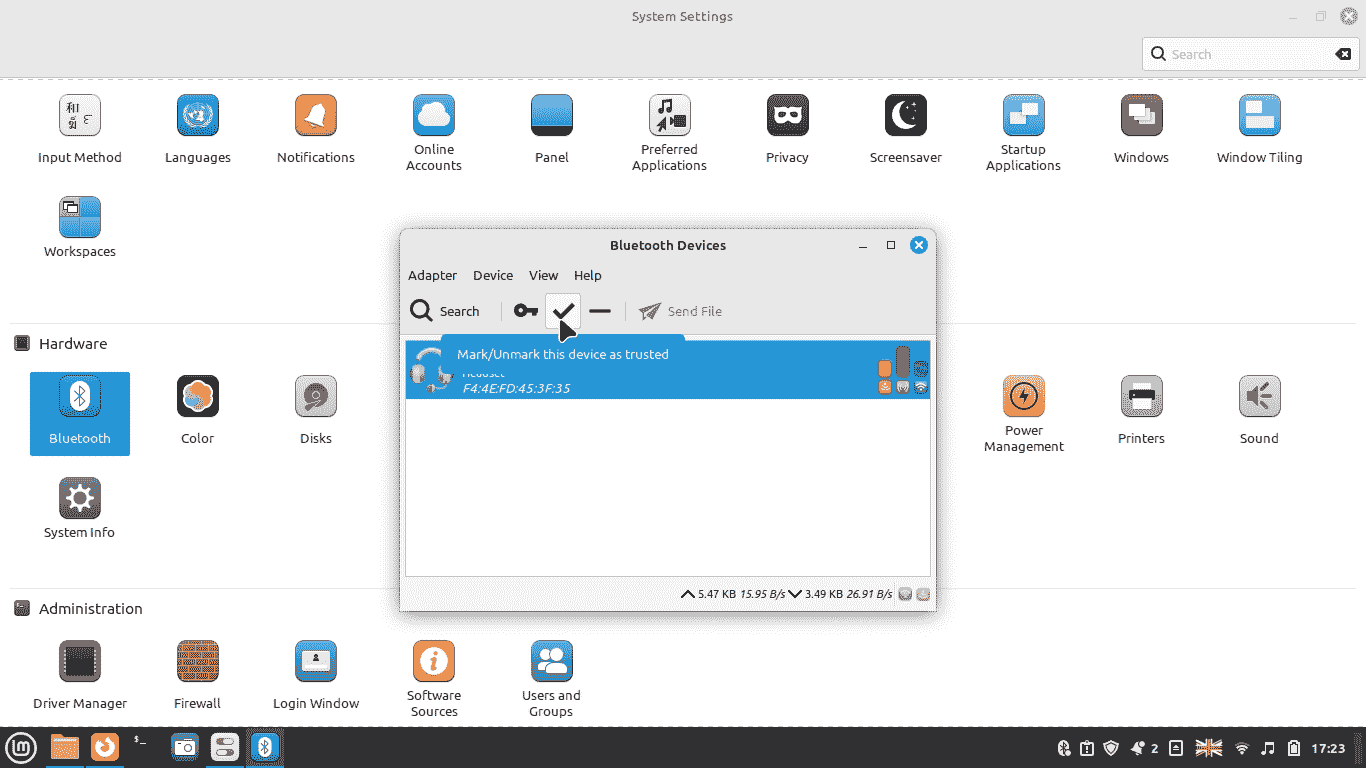 System Settings
Search
Input Method
Languages
Notifications
Online
Accounts
Panel
Preferred
Applications
Privacy
Screensaver
Startup
Applications
Windows
Window Tiling
Workspaces
Bluetooth Devices
Adapter Device View Help
Search
Send File
Mark/Unmark this device as trusted
F4:4E:FD:45:3F:35
5.47 KB 15.95 B/s 3.49 KB 26.91 B/s
Hardware
Bluetooth
Color
Disks
Power
Management
Printers
Sound
System Info
Administration
Driver Manager
Firewall
Login Window
Software
Sources
Users and
Groups
2
17:23